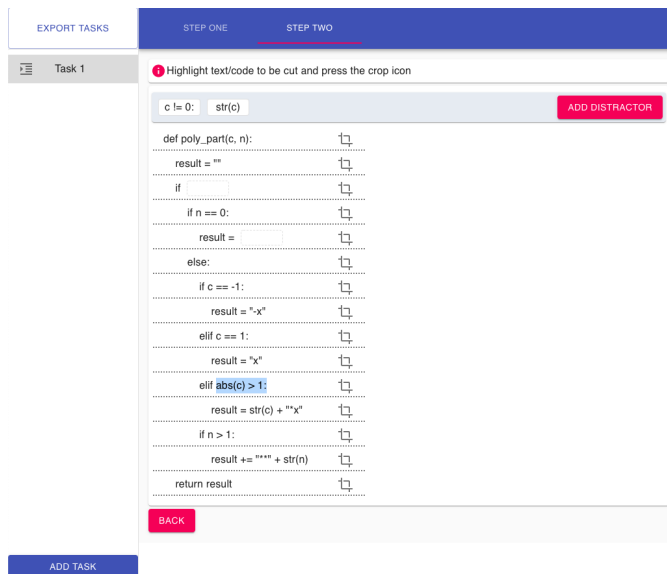 EXPORT TASKS
STEP ONE
STEP TWO
Task 1
Highlight text/code to be cut and press the crop icon
c != 0:
str(c)
ADD DISTRACTOR
def poly_part(c, n):
result = ""
if
if n == 0:
result =
else:
if c == -1:
result = "-x"
elif c == 1:
result = "x"
elif abs(c) > 1:
result = str(c) + "*x"
if n > 1:
result += "**" + str(n)
return result
BACK
ADD TASK